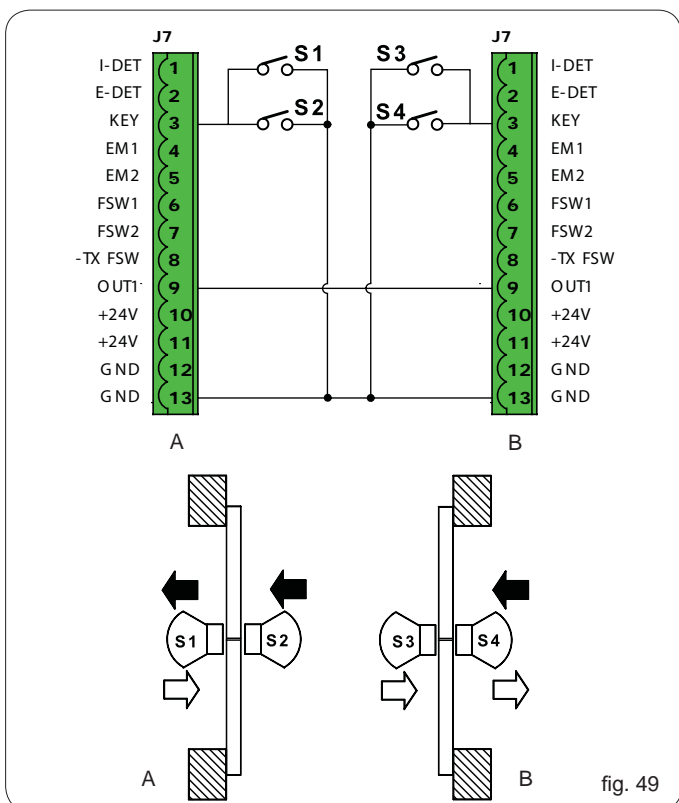 J7 J7
I-DET 1 S1 S3 1 I-DET
E-DET 2 2 E-DET
KEY 3 S2 S4 3 KEY
EM1 4 4 EM1
EM2 5 5 EM2
FSW1 6 6 FSW1
FSW2 7 7 FSW2
-TX FSW 8 8 -TX FSW
OUT1 9 9 OUT1
+24V 10 10 +24V
+24V 11 11 +24V
GND 12 12 GND
GND 13 13 GND
A B
S1 S2 S3 S4
A B
fig. 49